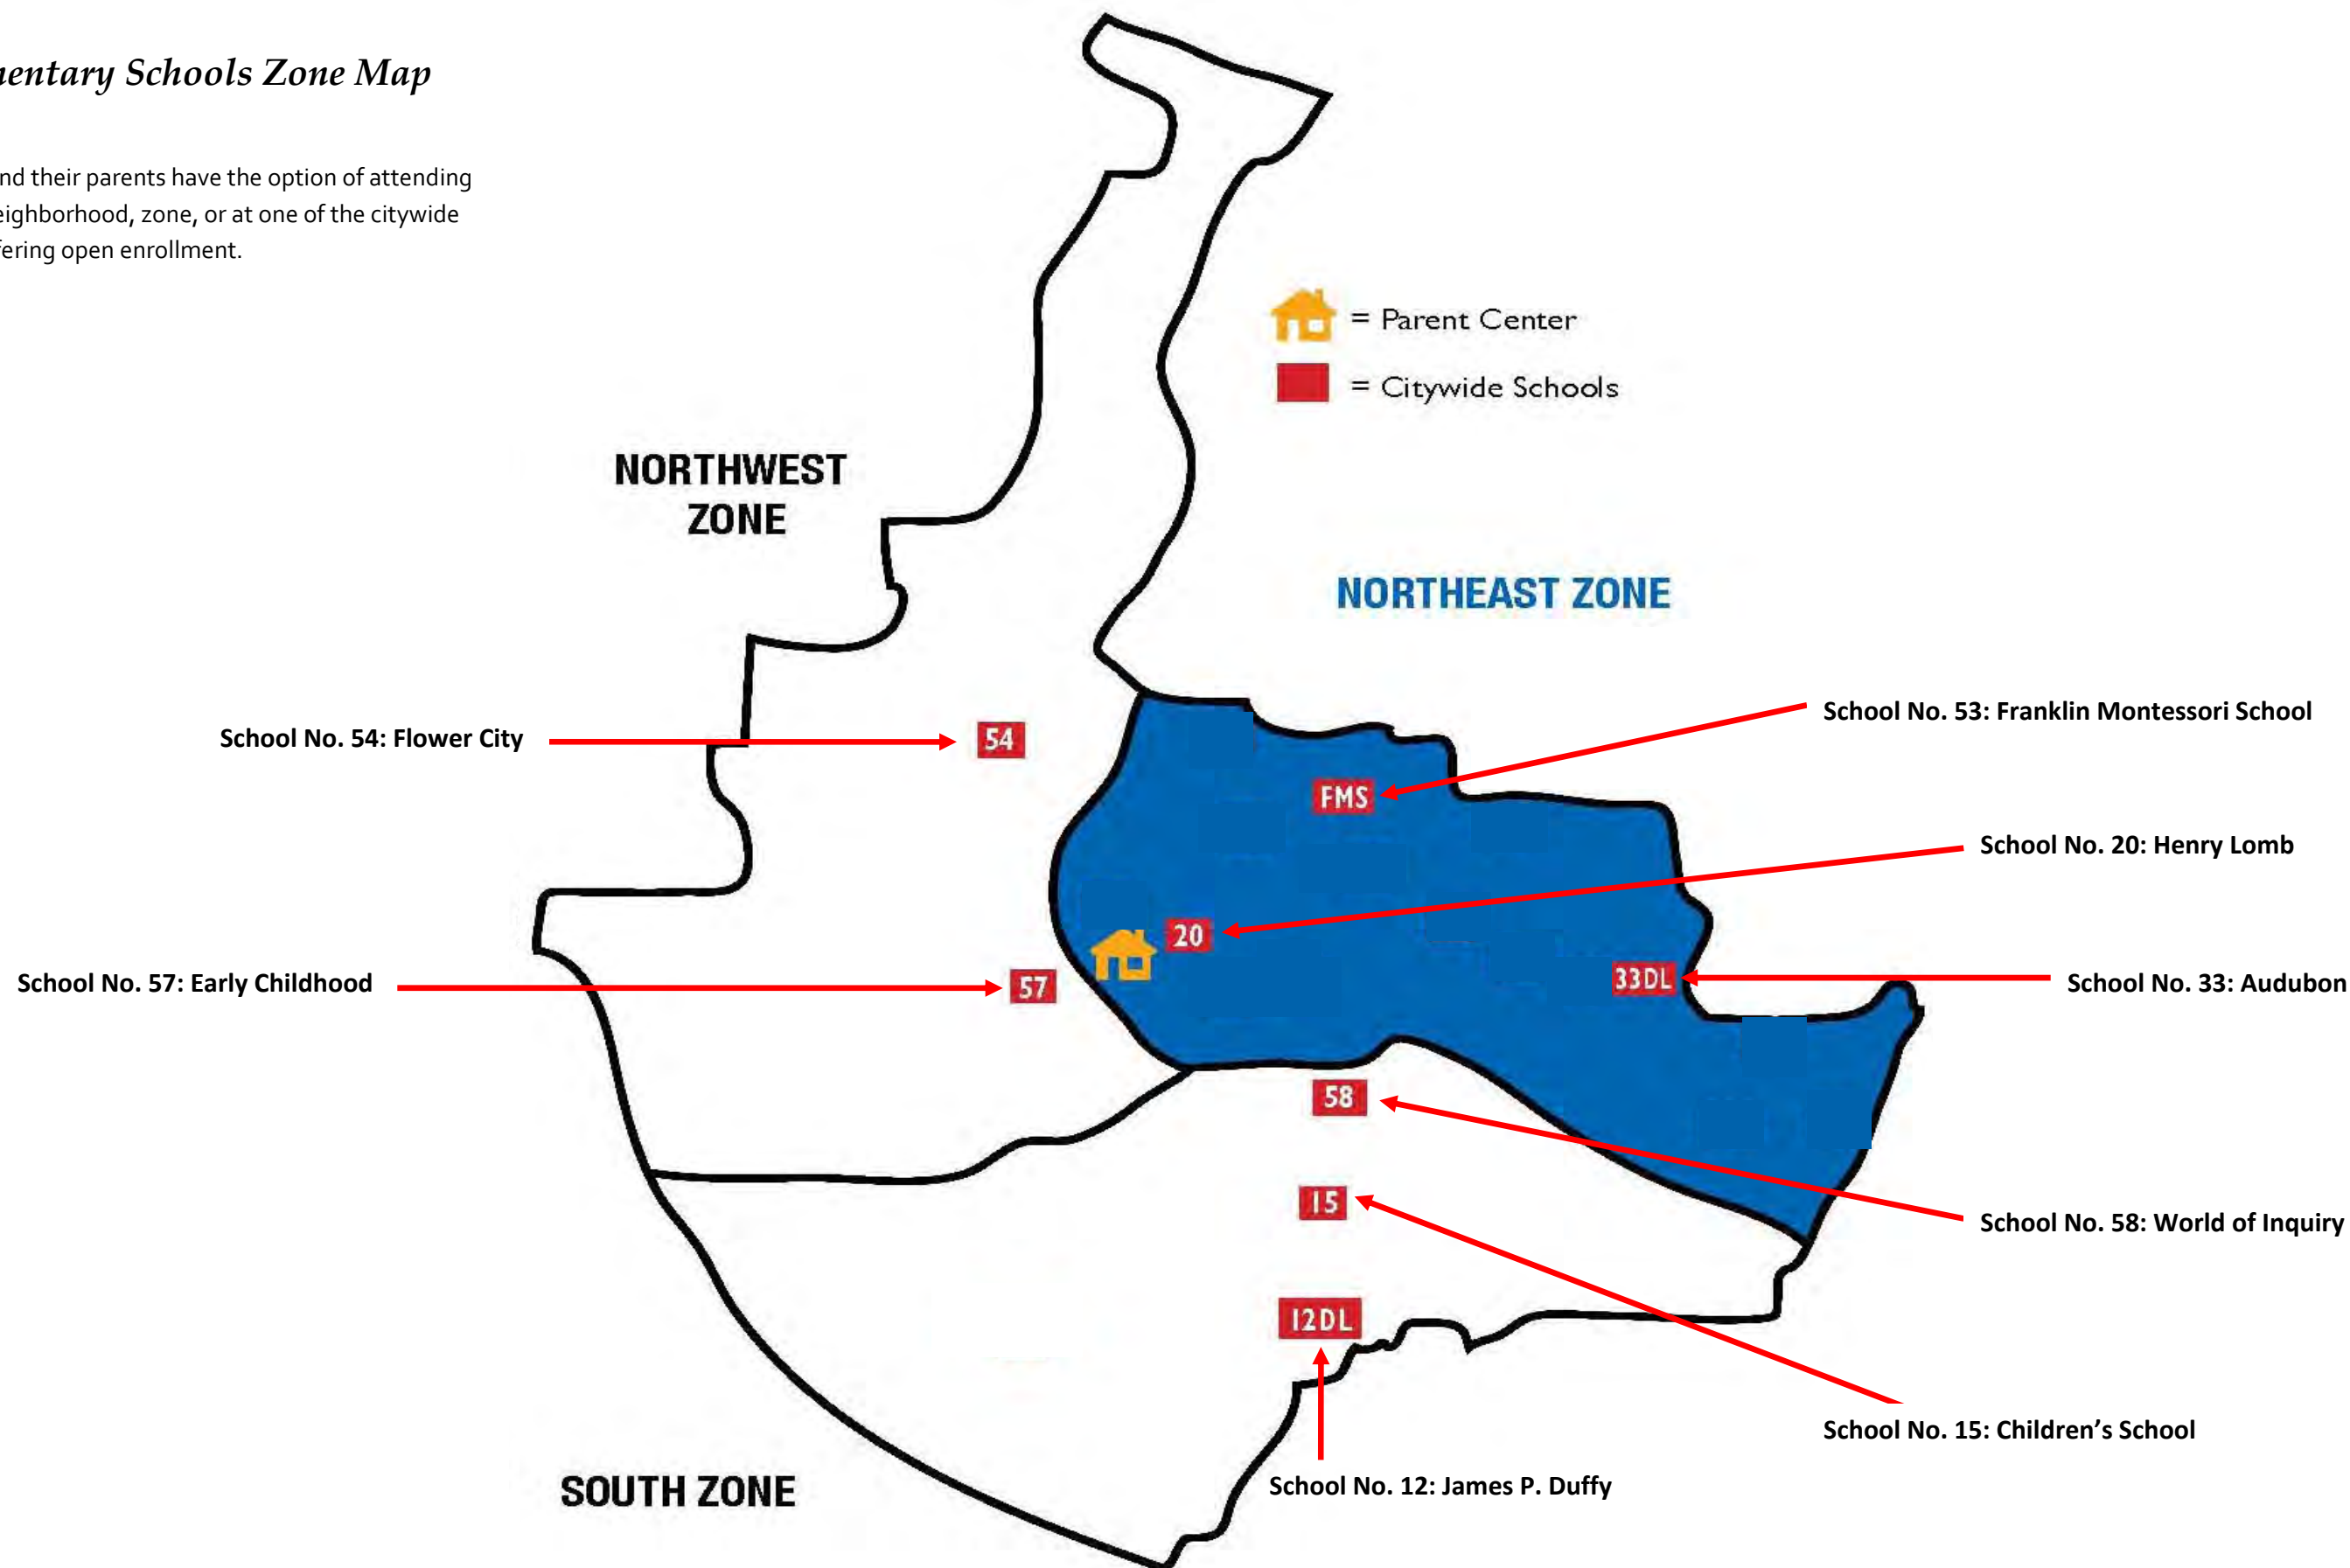 mentary Schools Zone Map
nd their parents have the option of attending
eighborhood, zone, or at one of the citywide
fering open enrollment.
= Parent Center
= Citywide Schools
NORTHWEST
ZONE
NORTHEAST ZONE
School No. 54: Flower City
54
School No. 53: Franklin Montessori School
FMS
School No. 20: Henry Lomb
20
School No. 57: Early Childhood
57
33DL
School No. 33: Audubon
58
15
School No. 58: World of Inquiry
12DL
School No. 15: Children’s School
School No. 12: James P. Duffy
SOUTH ZONE